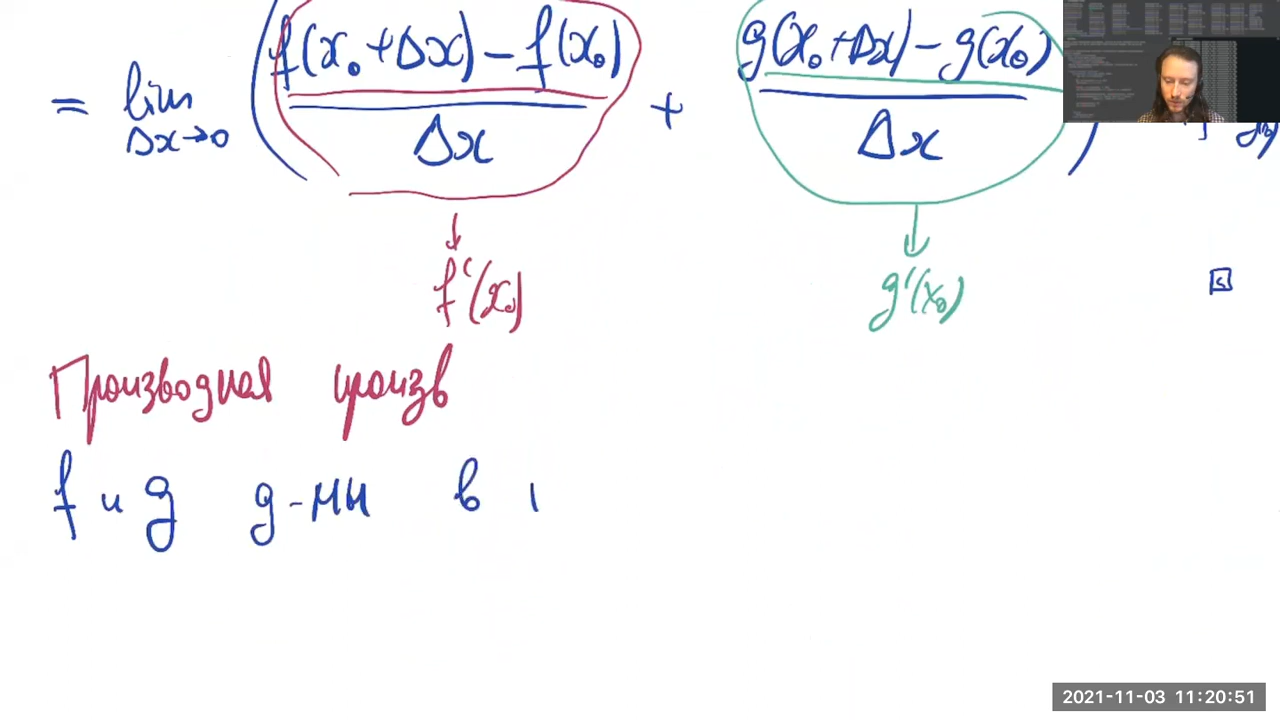 = lim Δx→0 ( f(x₀+Δx) − f(x₀) / Δx + g(x₀+Δx) − g(x₀) / Δx )
f'(x₀) g'(x₀)
Производная произв
f и g д-мы в
2021-11-03 11:20:51